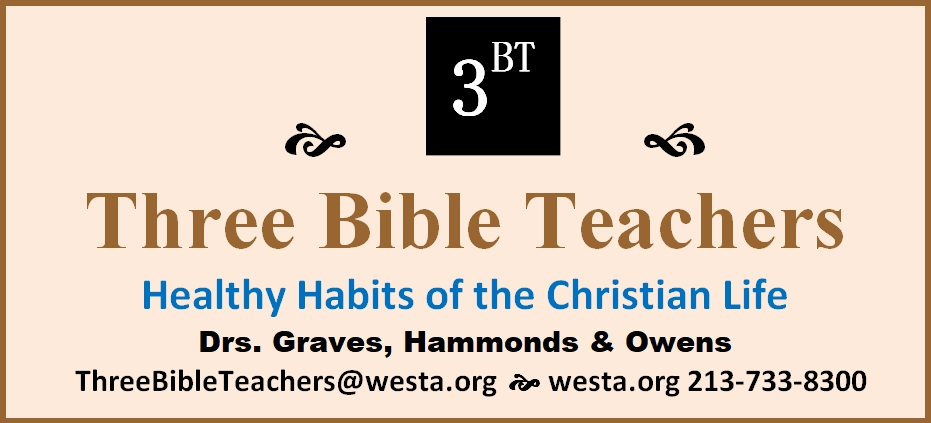 3BT
Three Bible Teachers
Healthy Habits of the Christian Life
Drs. Graves, Hammonds & Owens
ThreeBibleTeachers@westa.org westa.org 213-733-8300